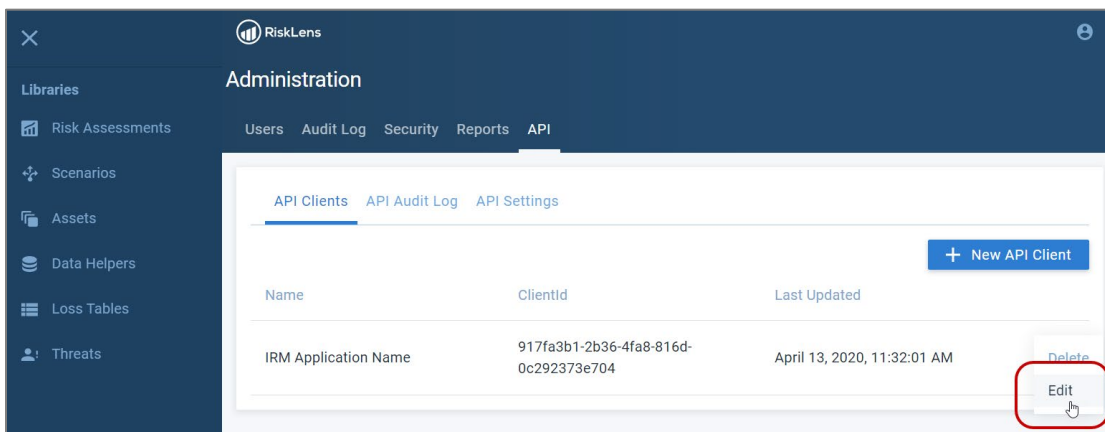 RiskLens
Administration
Libraries
Risk Assessments
Scenarios
Assets
Data Helpers
Loss Tables
Threats
Users Audit Log Security Reports API
API Clients API Audit Log API Settings
+ New API Client
Name ClientId Last Updated
IRM Application Name 917fa3b1-2b36-4fa8-816d- April 13, 2020, 11:32:01 AM
0c292373e704
Delete
Edit